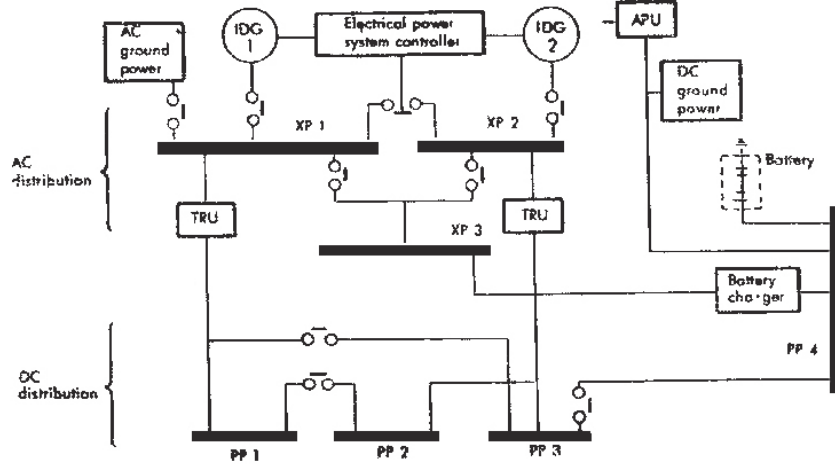 AC
ground
power
IDG
1
Electrical power
system controller
IDG
2
APU
DC
ground
power
XP 1
XP 2
AC
distribution
Battery
TRU
TRU
XP 3
Battery
charger
PP 4
DC
distribution
PP 1
PP 2
PP 3